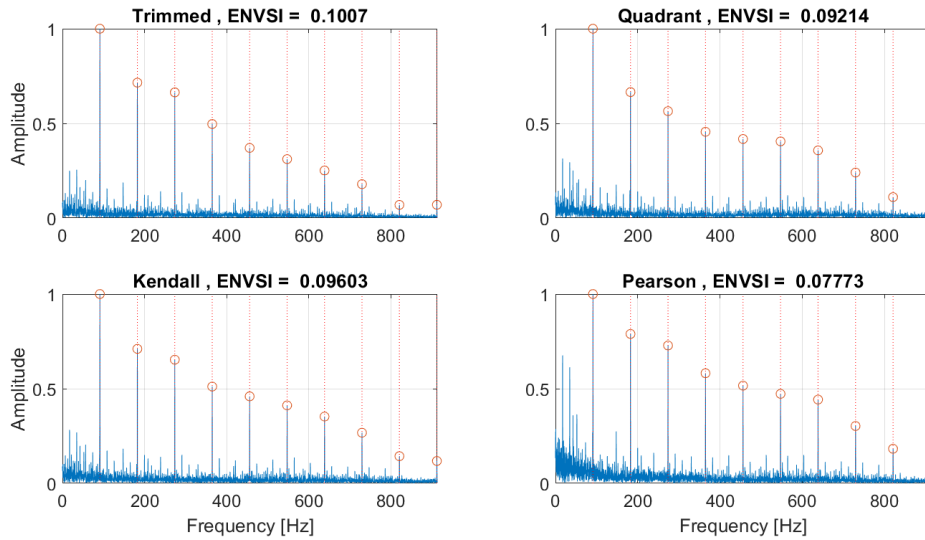 Trimmed , ENVSI =  0.1007
Amplitude
1
0.5
0
0 200 400 600 800
Quadrant , ENVSI =  0.09214
1
0.5
0
0 200 400 600 800
Kendall , ENVSI =  0.09603
Amplitude
1
0.5
0
0 200 400 600 800
Frequency [Hz]
Pearson , ENVSI =  0.07773
1
0.5
0
0 200 400 600 800
Frequency [Hz]